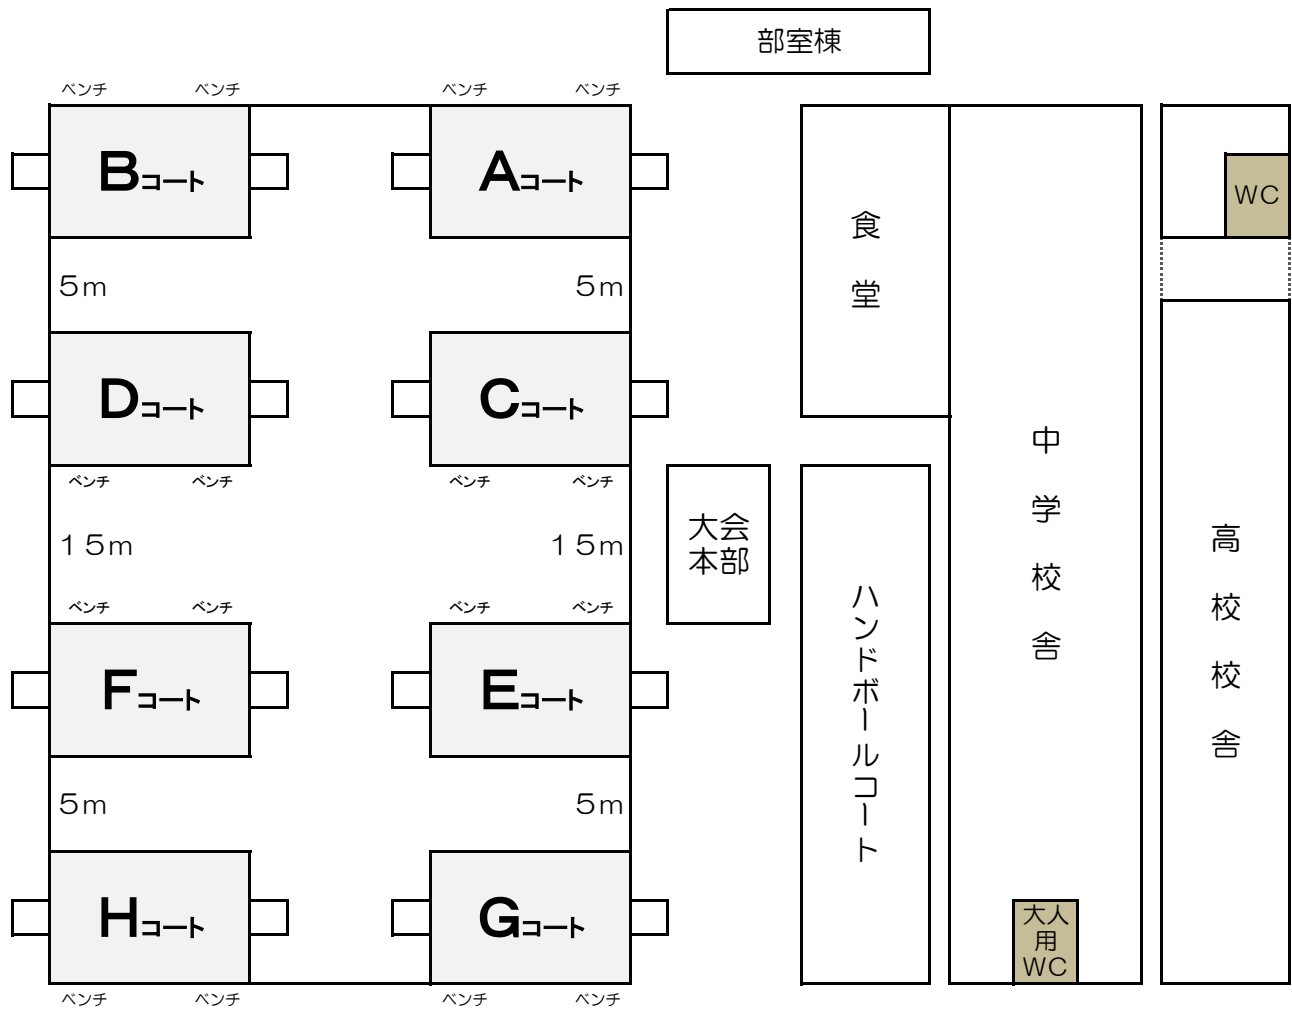 部室棟
ベンチ ベンチ ベンチ ベンチ
Bコート Aコート
WC
食堂
5m 5m
Dコート Cコート
ベンチ ベンチ ベンチ ベンチ
中学校舎
大会
本部
15m 15m
高校校舎
ハンドボールコート
ベンチ ベンチ ベンチ ベンチ
Fコート Eコート
5m 5m
Hコート Gコート
大人
用
WC
ベンチ ベンチ ベンチ ベンチ